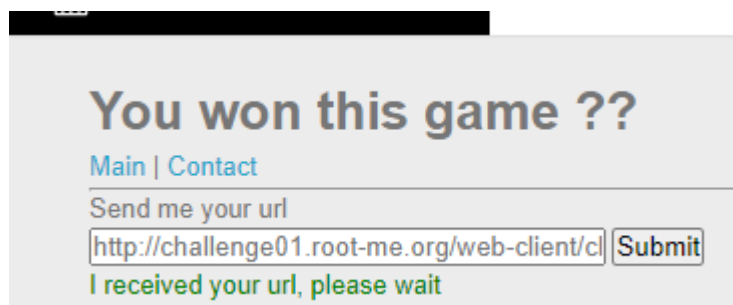 You won this game ??
Main | Contact
Send me your url
http://challenge01.root-me.org/web-client/cl Submit
I received your url, please wait